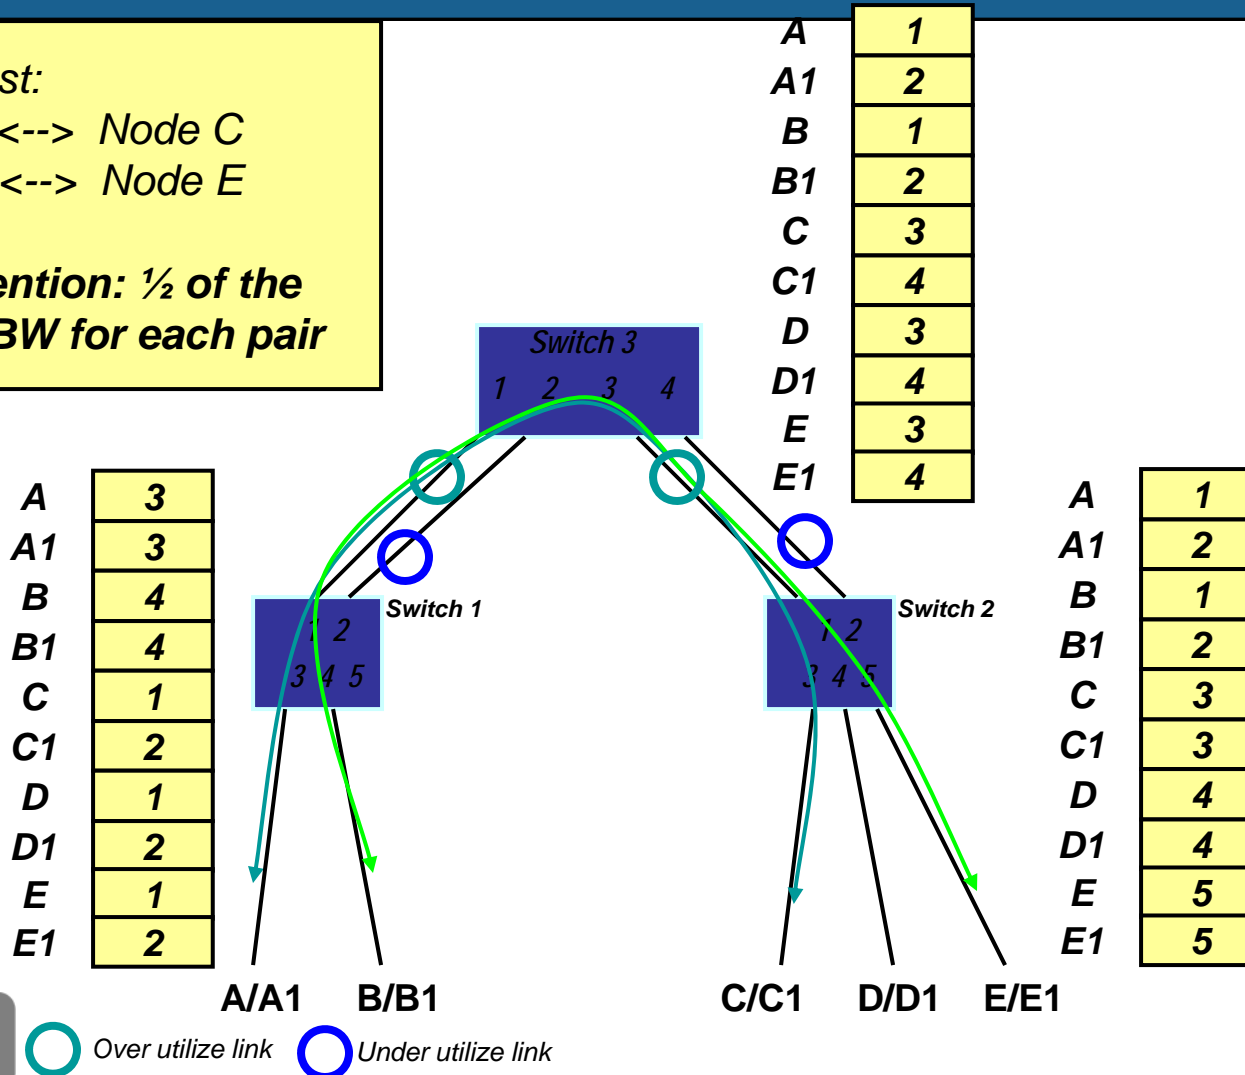 st:
<--> Node C
<--> Node E
ention: ½ of the
BW for each pair
A 1
A1 2
B 1
B1 2
C 3
C1 4
D 3
D1 4
E 3
E1 4
Switch 3
1 2 3 4
A 3
A1 3
B 4
B1 4
C 1
C1 2
D 1
D1 2
E 1
E1 2
Switch 1
1 2
3 4 5
Switch 2
1 2
3 4 5
A 1
A1 2
B 1
B1 2
C 3
C1 3
D 4
D1 4
E 5
E1 5
A/A1 B/B1 C/C1 D/D1 E/E1
Over utilize link Under utilize link